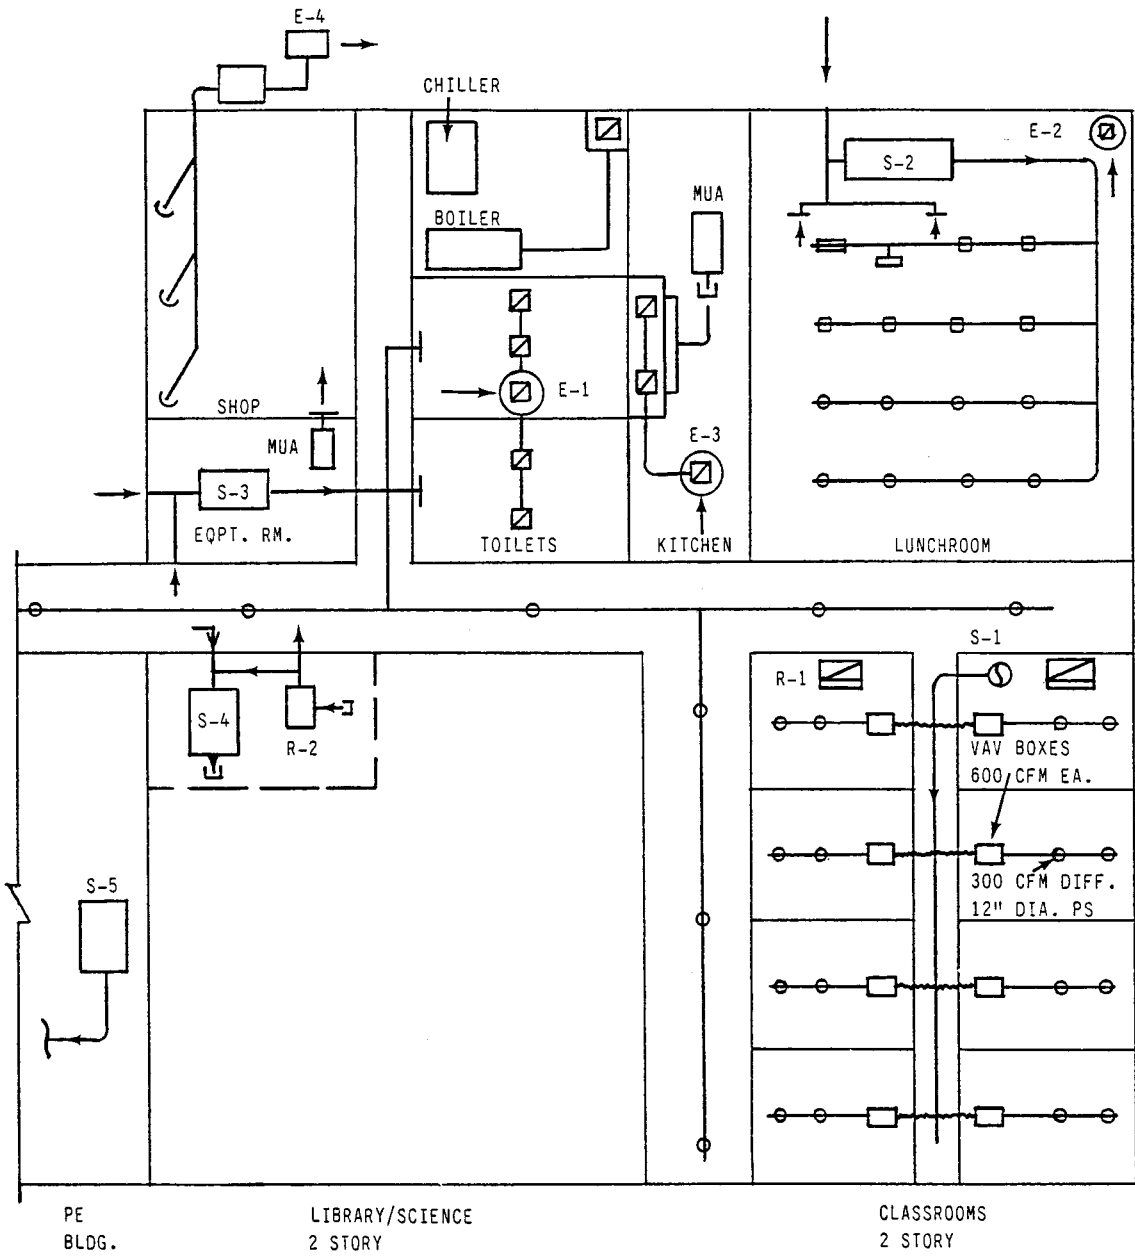 E-4
CHILLER
E-2
S-2
MUA
BOILER
E-1
SHOP
MUA
E-3
S-3
EQPT. RM.
TOILETS
KITCHEN
LUNCHROOM
S-1
R-1
S-4
R-2
VAV BOXES
600 CFM EA.
S-5
300 CFM DIFF.
12" DIA. PS
PE
BLDG.
LIBRARY/SCIENCE
2 STORY
CLASSROOMS
2 STORY